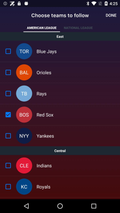 4:35
Choose teams to follow
DONE
AMERICAN LEAGUE
NATIONAL LEAGUE
East
TOR Blue Jays
BAL Orioles
TB Rays
BOS Red Sox
NYY Yankees
Central
CLE Indians
KC Royals